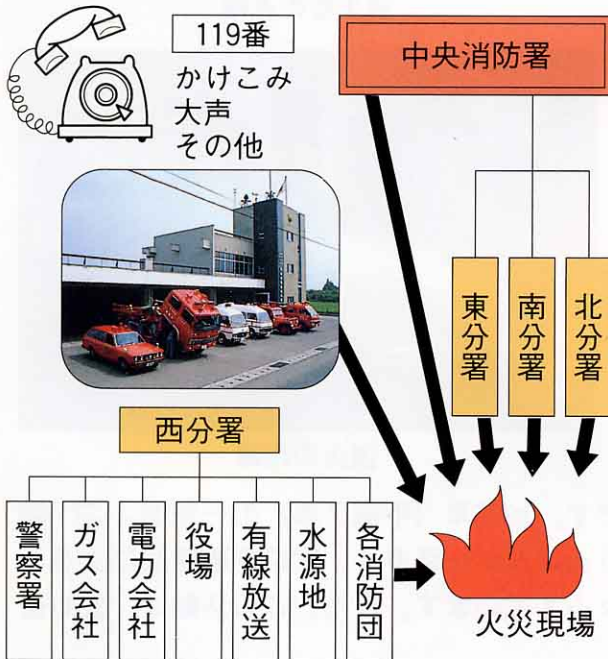 119番
かけこみ
大声
その他
中央消防署
東分署
南分署
北分署
西分署
警察署
ガス会社
電力会社
役場
有線放送
水源地
各消防団
火災現場